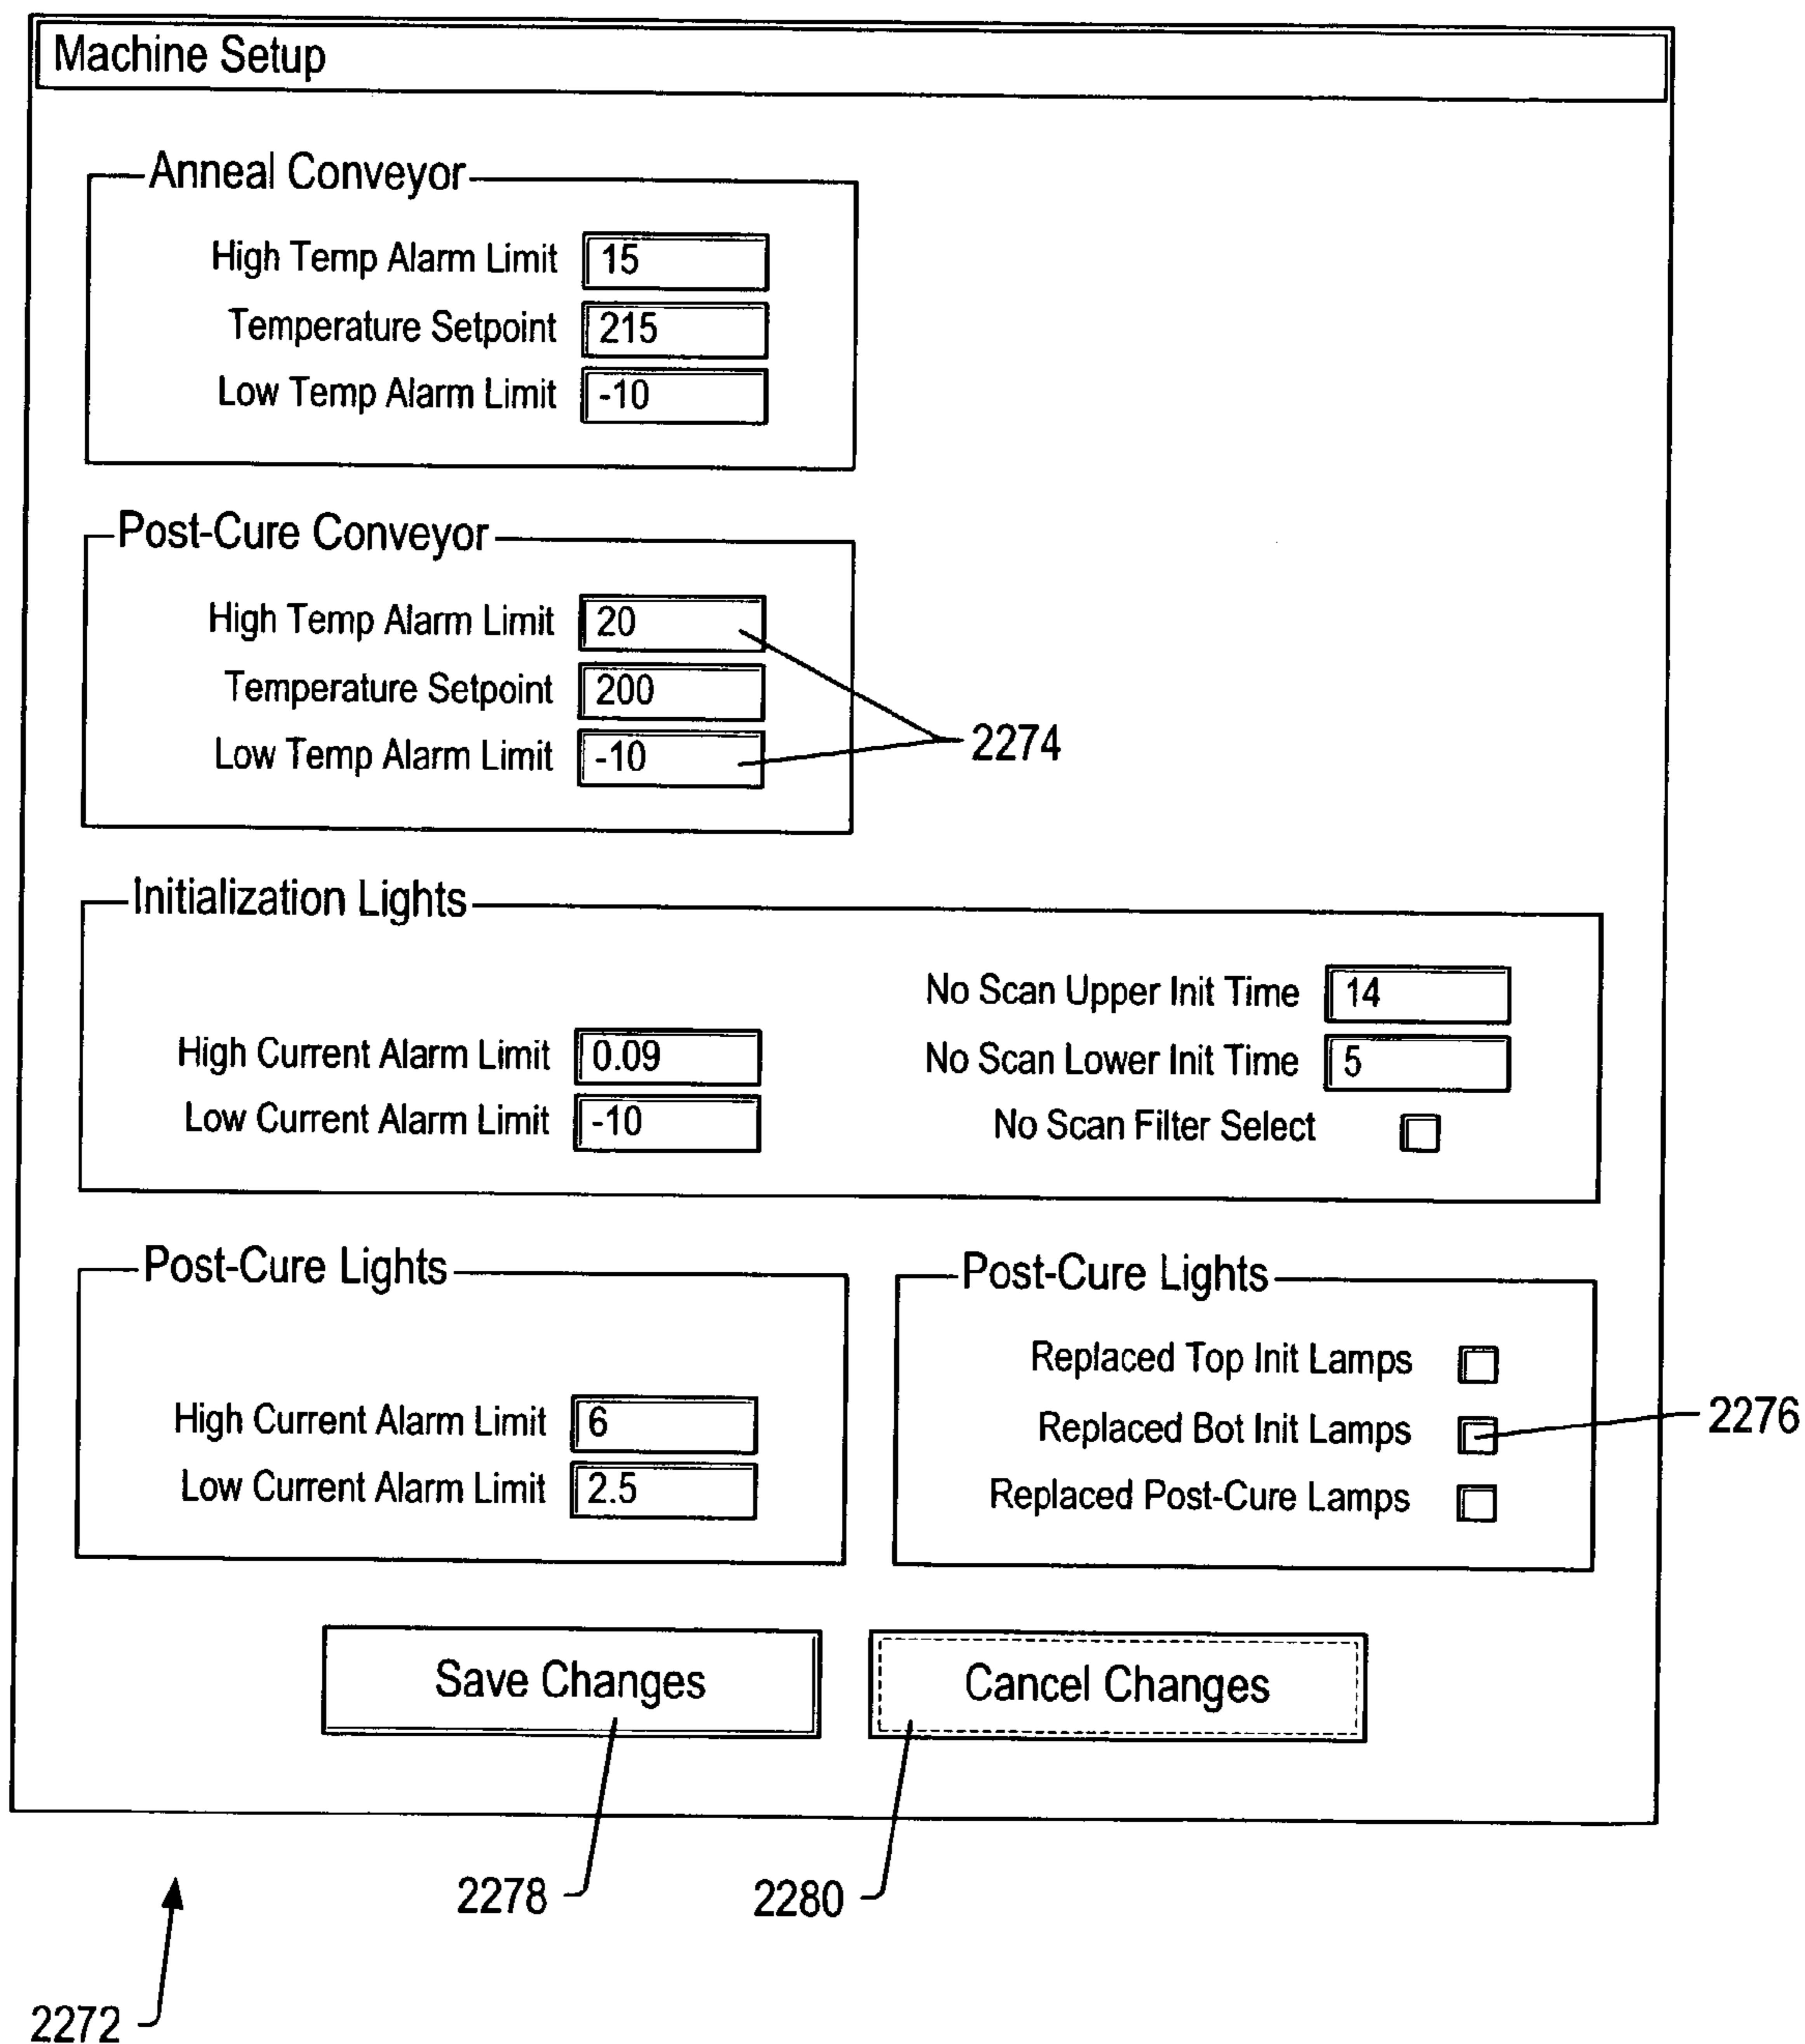 Machine Setup
Anneal Conveyor
High Temp Alarm Limit 15
Temperature Setpoint 215
Low Temp Alarm Limit -10
Post-Cure Conveyor
High Temp Alarm Limit 20
Temperature Setpoint 200
Low Temp Alarm Limit -10
2274
Initialization Lights
High Current Alarm Limit 0.09
Low Current Alarm Limit -10
No Scan Upper Init Time 14
No Scan Lower Init Time 5
No Scan Filter Select
Post-Cure Lights
High Current Alarm Limit 6
Low Current Alarm Limit 2.5
Post-Cure Lights
Replaced Top Init Lamps
Replaced Bot Init Lamps
2276
Replaced Post-Cure Lamps
Save Changes
Cancel Changes
2278
2280
2272